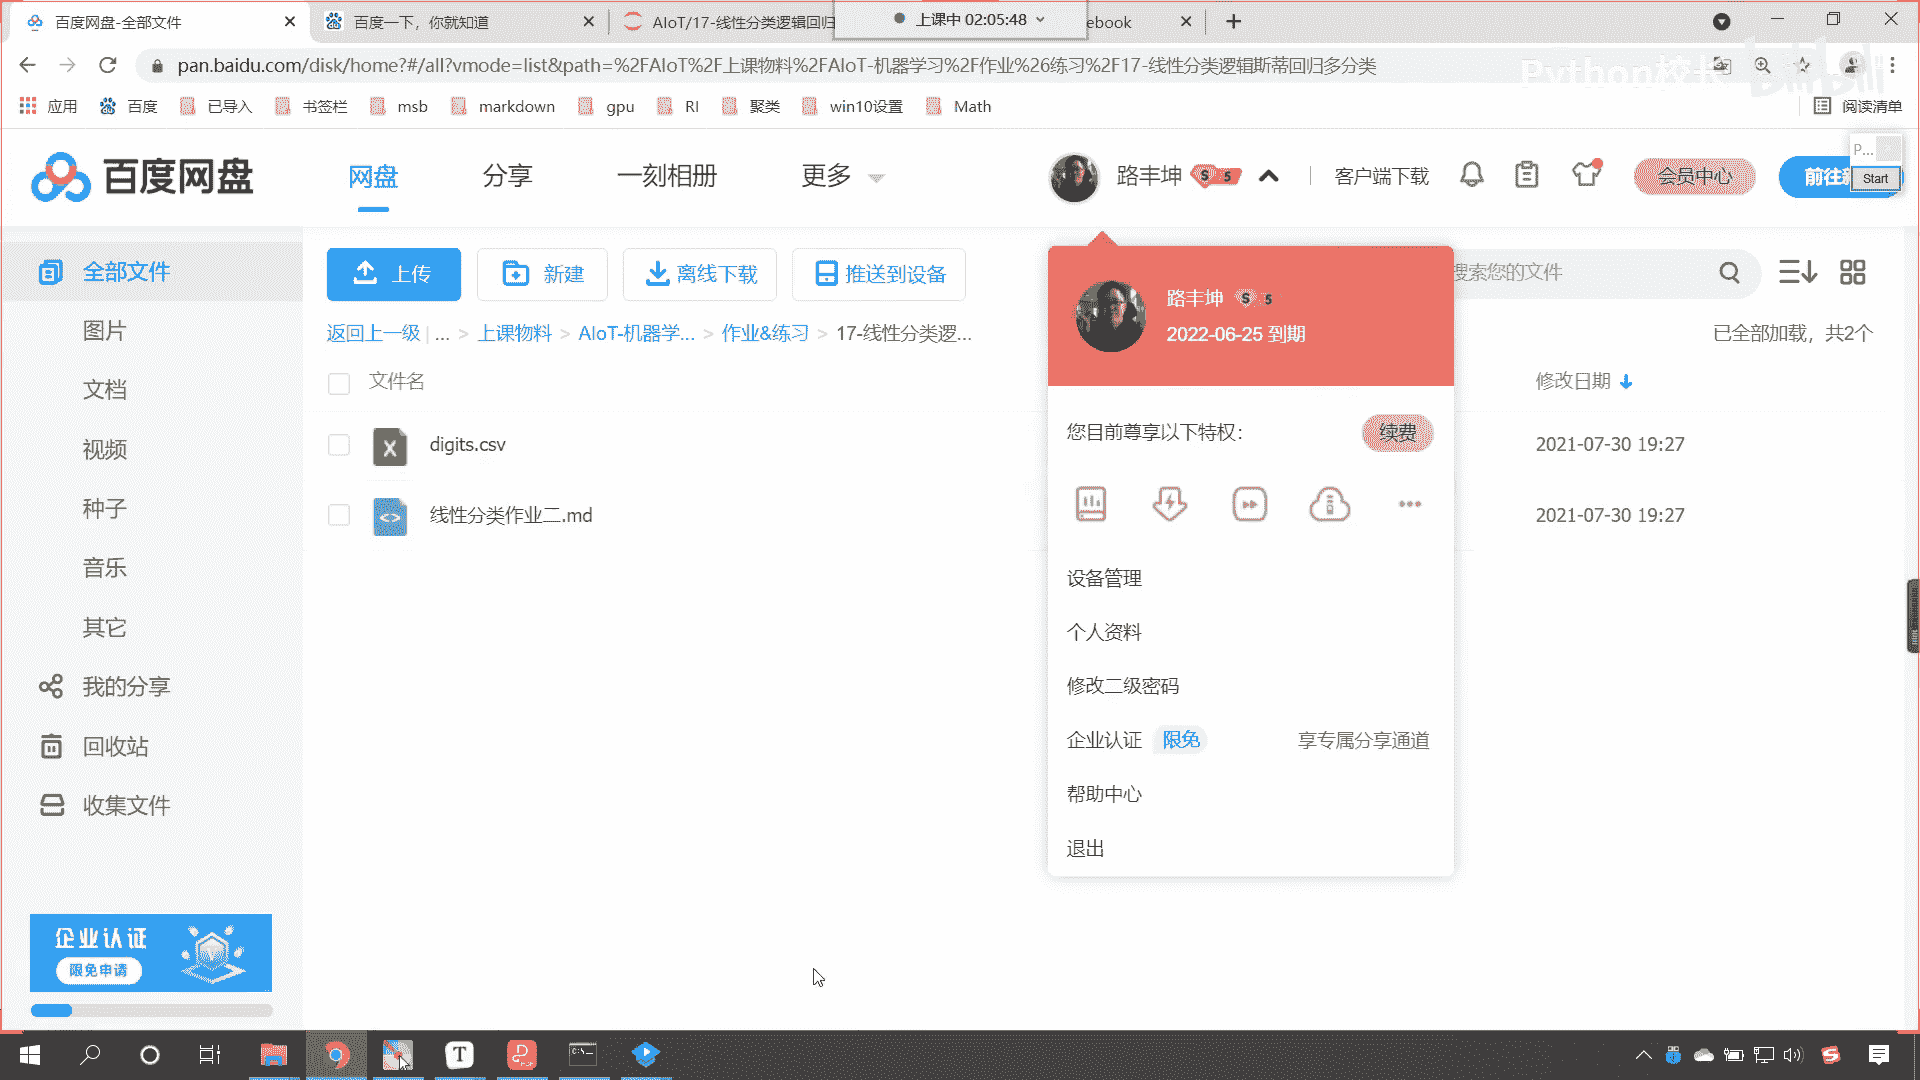 百度网盘-全部文件
百度一下，你就知道
AIoT/17-线性分类逻辑回归
上课中 02:05:48
ebook
pan.baidu.com/disk/home?#/all?vmode=list&path=%2FAIoT%2F上课物料%2FAIoT-机器学习%2F作业%26练习%2F17-线性分类逻辑斯蒂回归多分类
Python校长
bilibili
应用
百度
已导入
书签栏
msb
markdown
gpu
RI
聚类
win10设置
Math
阅读清单
百度网盘
网盘
分享
一刻相册
更多
路丰坤
S 5
客户端下载
会员中心
前往
P...
Start
全部文件
图片
文档
视频
种子
音乐
其它
我的分享
回收站
收集文件
上传
新建
离线下载
推送到设备
搜索您的文件
返回上一级 | ... > 上课物料 > AIoT-机器学... > 作业&练习 > 17-线性分类逻...
已全部加载，共2个
文件名
修改日期
digits.csv
2021-07-30 19:27
线性分类作业二.md
2021-07-30 19:27
路丰坤 S 5
2022-06-25 到期
您目前尊享以下特权：
续费
设备管理
个人资料
修改二级密码
企业认证 限免 享专属分享通道
帮助中心
退出
企业认证
限免申请